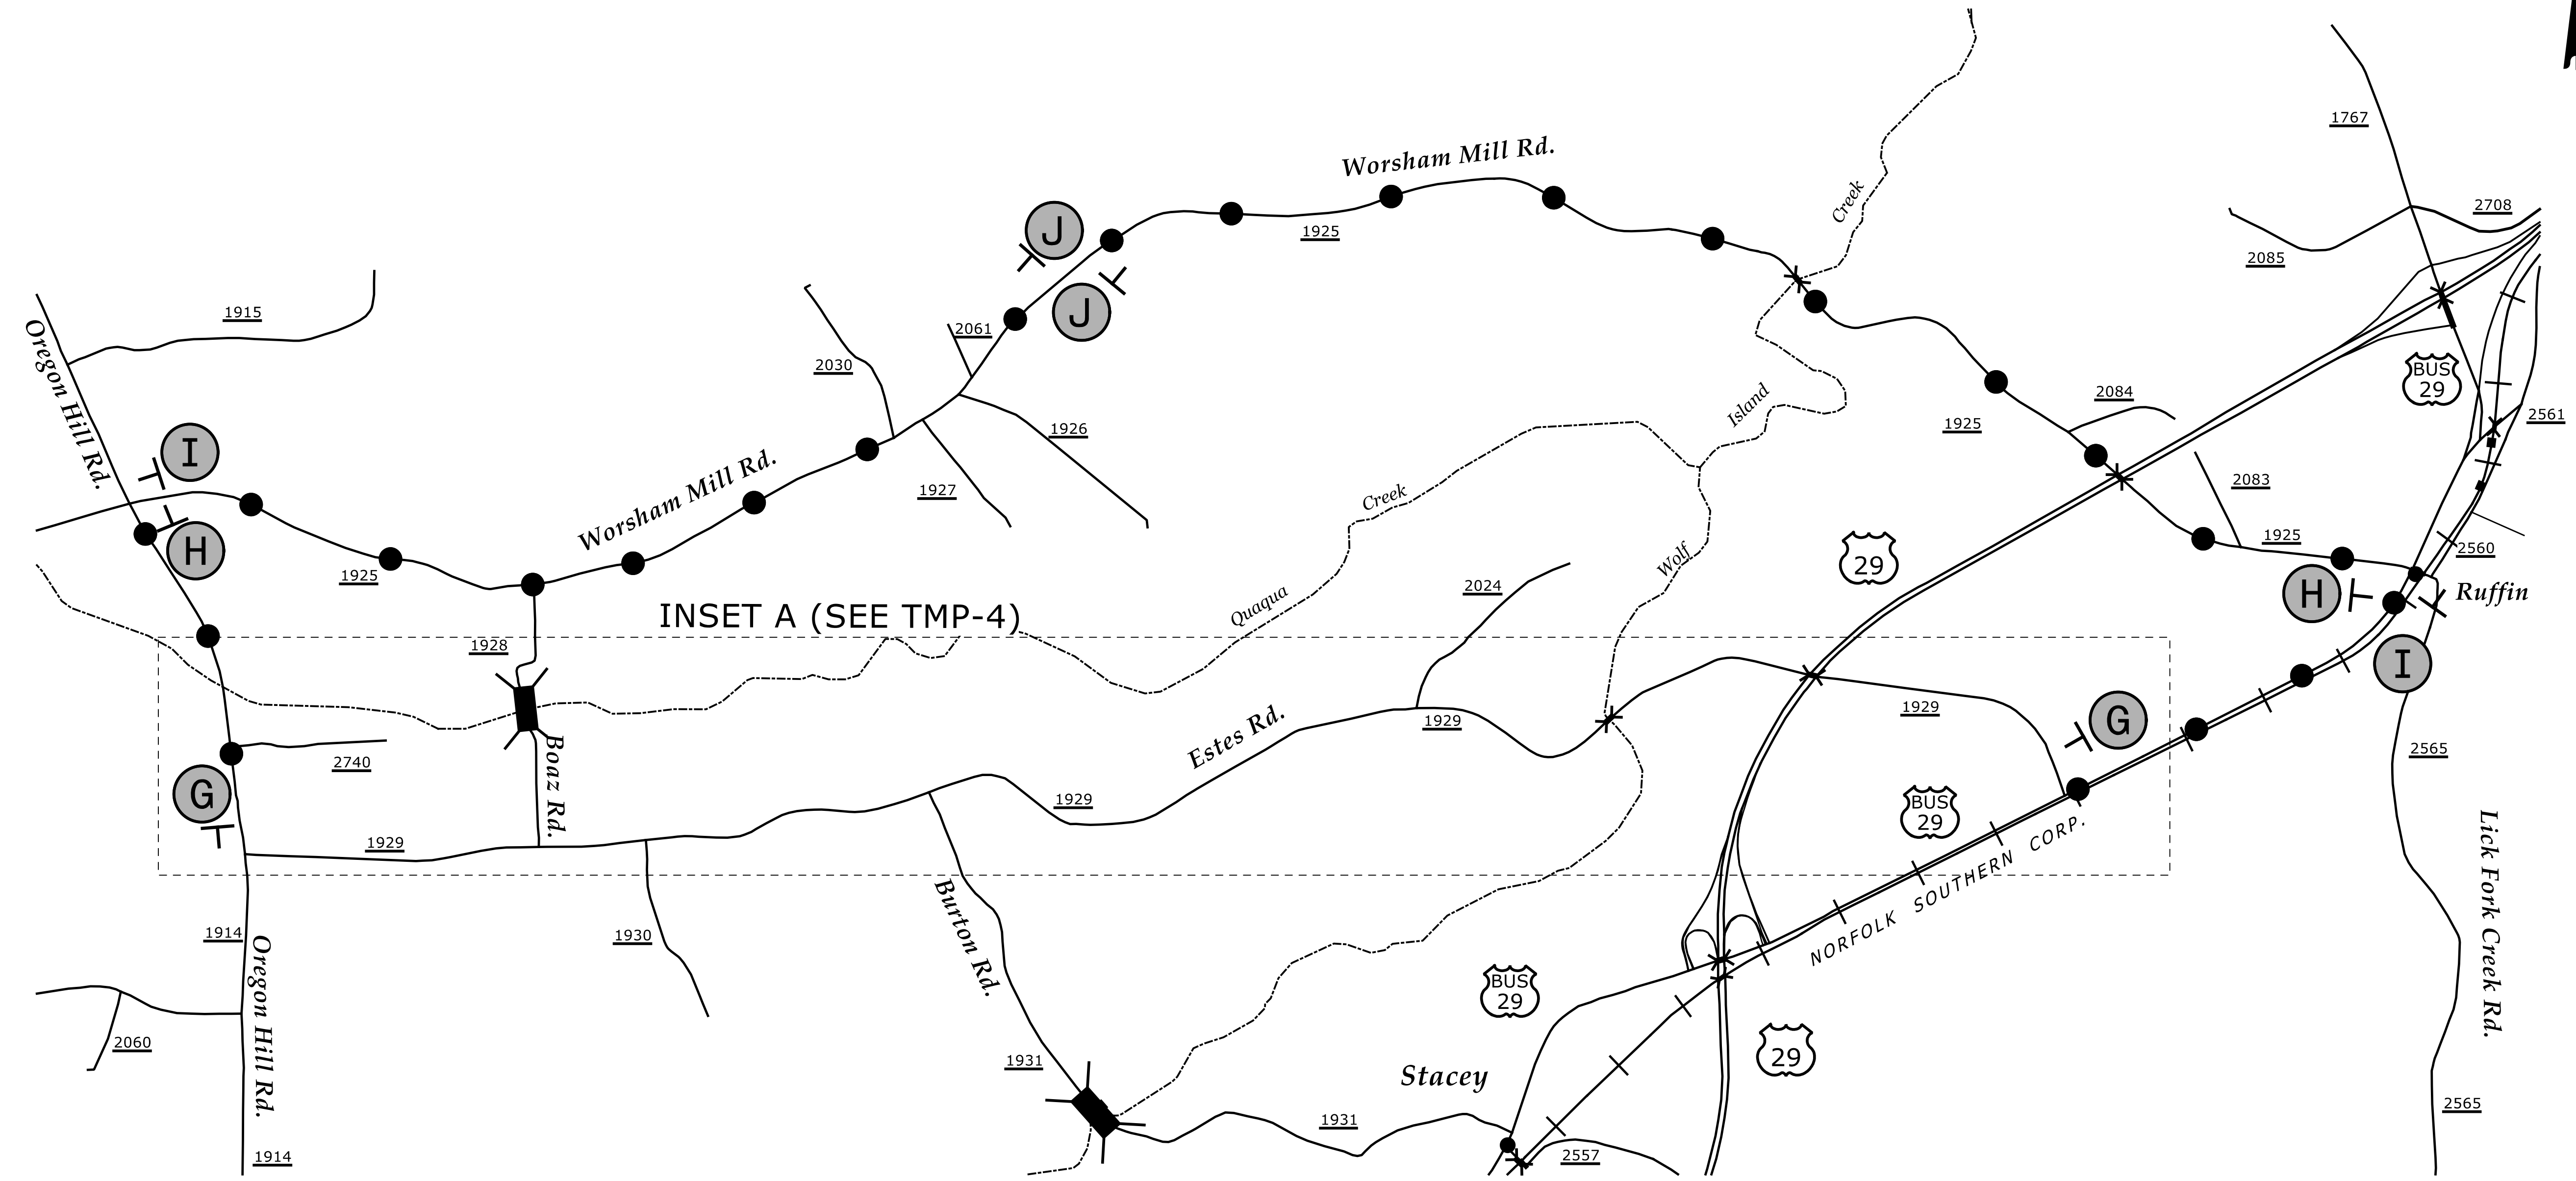 1767
Worsham Mill Rd.
2708
Creek
J
1925
2085
1915
J
Oregon Hill Rd.
2061
2030
BUS
29
2084
Island
2561
1925
1926
I
2083
Worsham Mill Rd.
1927
Creek
1925
H
2560
29
Wolf
1925
2024
H
Ruffin
Quaqua
INSET A (SEE TMP-4)
1928
I
1929
G
1929
Estes Rd.
2565
2740
Boaz Rd.
G
1929
BUS
29
1929
NORFOLK SOUTHERN CORP.
Lick Fork Creek Rd.
1914
1930
Burton Rd.
Oregon Hill Rd.
BUS
29
2060
29
1931
Stacey
1931
2565
1914
2557